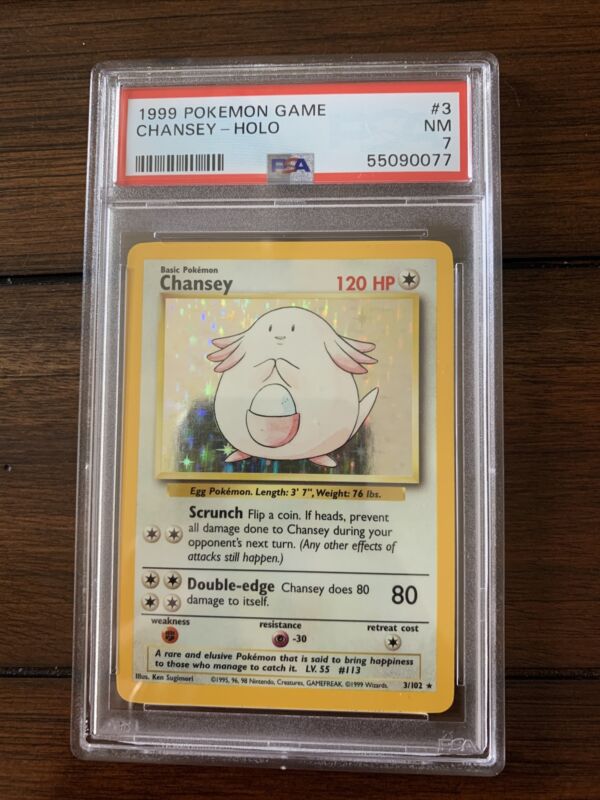 1999 POKEMON GAME #3
CHANSEY – HOLO NM
7
PSA 55090077
Basic Pokémon
Chansey 120 HP
Egg Pokémon. Length: 3' 7", Weight: 76 lbs.
Scrunch Flip a coin. If heads, prevent
all damage done to Chansey during your
opponent's next turn. (Any other effects of
attacks still happen.)
Double-edge Chansey does 80
damage to itself. 80
weakness resistance retreat cost
-30
A rare and elusive Pokémon that is said to bring happiness
to those who manage to catch it. LV. 55 #113
Illus. Ken Sugimori ©1995, 96, 98 Nintendo, Creatures, GAMEFREAK. ©1999 Wizards. 3/102 ★
PSA